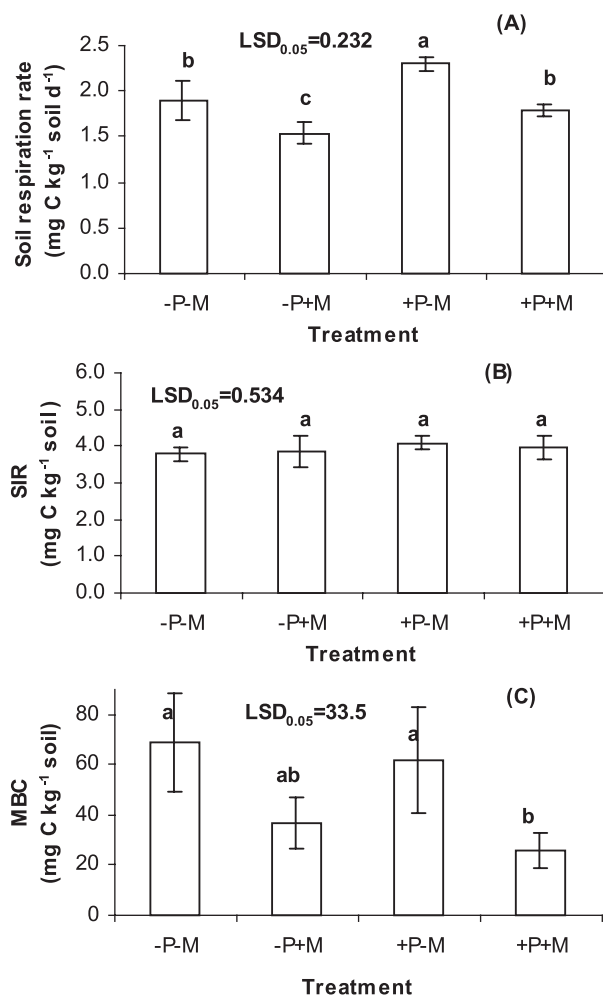 (A)
LSD0.05=0.232
Soil respiration rate
(mg C kg-1 soil d-1)
2.5
2.0
1.5
1.0
0.5
0.0
b
c
a
b
-P-M
-P+M
+P-M
+P+M
Treatment
(B)
LSD0.05=0.534
SIR
(mg C kg-1 soil)
6.0
5.0
4.0
3.0
2.0
1.0
0.0
a
a
a
a
-P-M
-P+M
+P-M
+P+M
Treatment
(C)
LSD0.05=33.5
MBC
(mg C kg-1 soil)
80
60
40
20
0
a
ab
a
b
-P-M
-P+M
+P-M
+P+M
Treatment